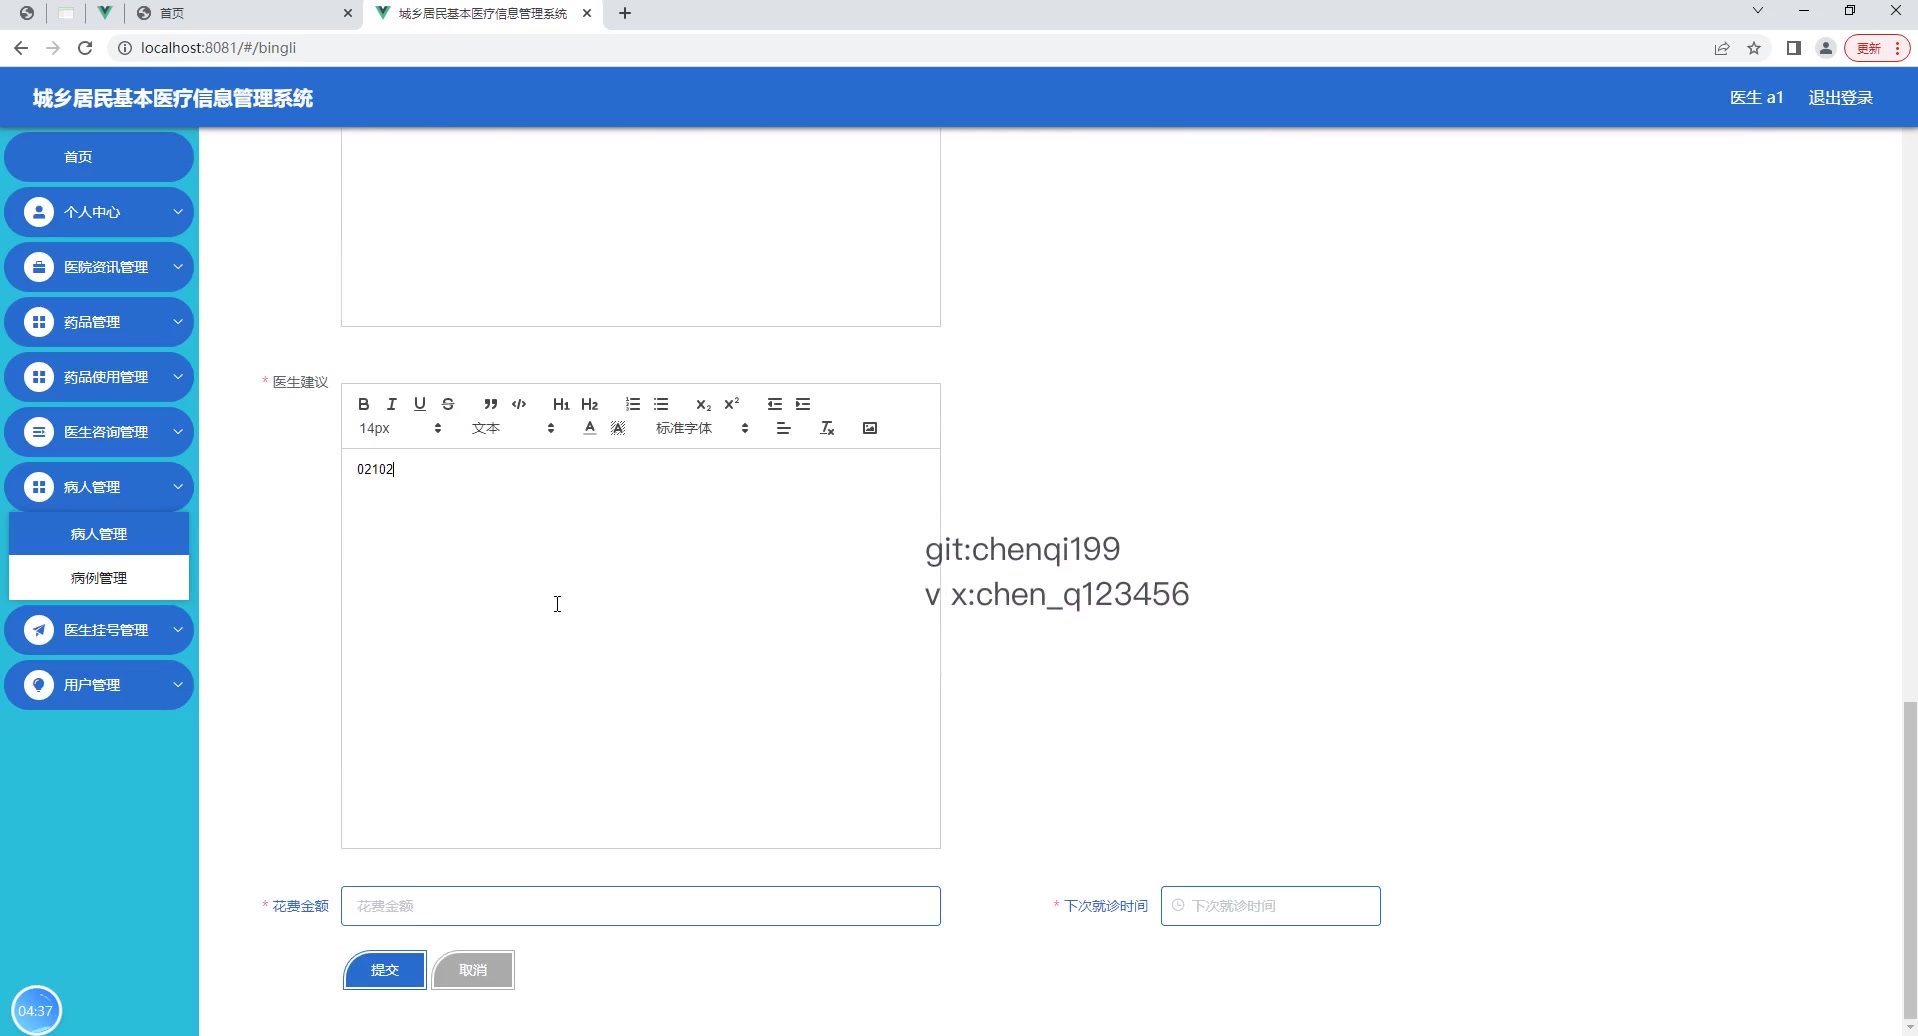 首页
城乡居民基本医疗信息管理系统
localhost:8081/#/bingli
更新
城乡居民基本医疗信息管理系统
医生 a1
退出登录
首页
个人中心
医院资讯管理
药品管理
药品使用管理
医生咨询管理
病人管理
病人管理
病例管理
医生挂号管理
用户管理
* 医生建议
B I U S H1 H2 x₂ x²
14px 文本 A A 标准字体
02102
git:chenqi199
v x:chen_q123456
* 花费金额 花费金额
* 下次就诊时间 下次就诊时间
提交 取消
04:37